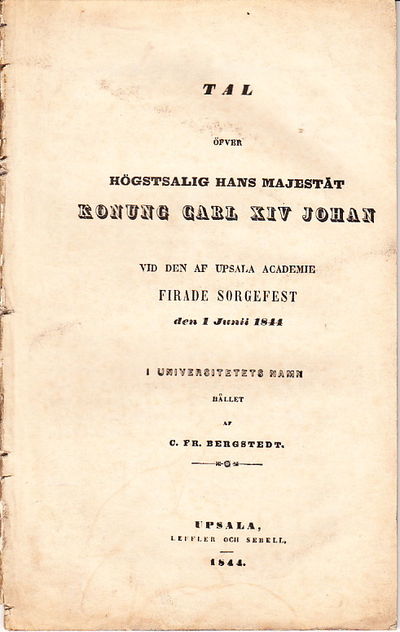 TAL
ÖFVER
HÖGSTSALIG HANS MAJESTÄT
KONUNG CARL XIV JOHAN
VID DEN AF UPSALA ACADEMIE
FIRADE SORGEFEST
den 1 Junii 1844
I UNIVERSITETETS NAMN
HÅLLET
AF
C. FR. BERGSTEDT.
UPSALA,
LEFFLER OCH SEBELL.
1844.